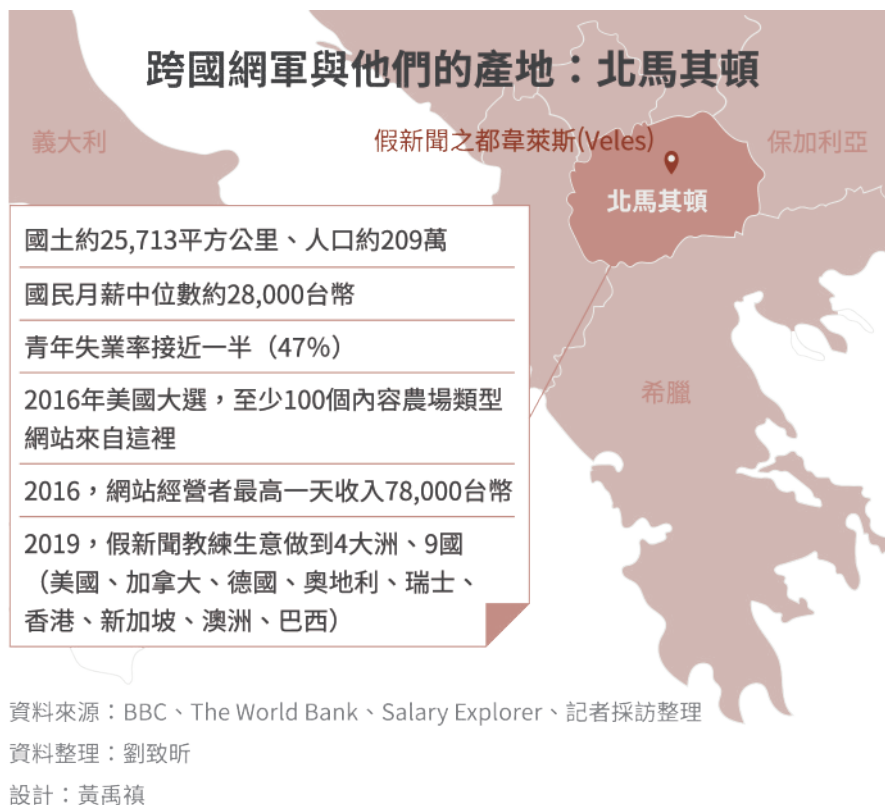 跨國網軍與他們的產地：北馬其頓
義大利
假新聞之都韋萊斯(Veles)
保加利亞
北馬其頓
國土約25,713平方公里、人口約209萬
國民月薪中位數約28,000台幣
青年失業率接近一半（47%）
2016年美國大選，至少100個內容農場類型
網站來自這裡
希臘
2016，網站經營者最高一天收入78,000台幣
2019，假新聞教練生意做到4大洲、9國
（美國、加拿大、德國、奧地利、瑞士、
香港、新加坡、澳洲、巴西）
資料來源：BBC、The World Bank、Salary Explorer、記者採訪整理
資料整理：劉致昕
設計：黃禹禛